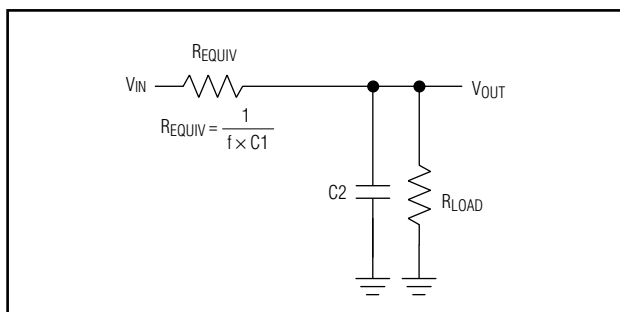 REQUIV
VIN
VOUT
REQUIV = 1
f × C1
C2
RLOAD